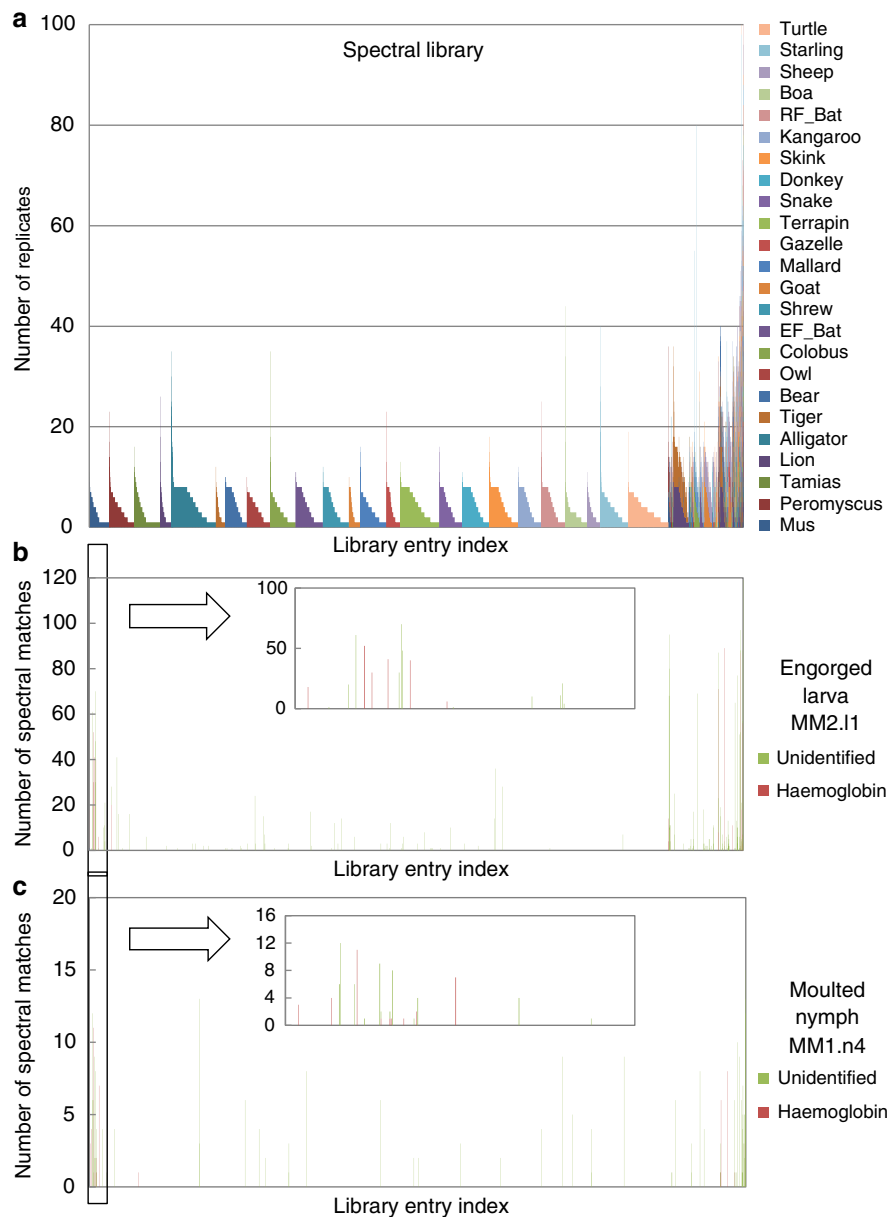 a
Spectral library
Number of replicates
100
80
60
40
20
0
Library entry index
Turtle
Starling
Sheep
Boa
RF_Bat
Kangaroo
Skink
Donkey
Snake
Terrapin
Gazelle
Mallard
Goat
Shrew
EF_Bat
Colobus
Owl
Bear
Tiger
Alligator
Lion
Tamias
Peromyscus
Mus
b
Number of spectral matches
120
100
80
60
40
20
0
100
50
0
Library entry index
Engorged
larva
MM2.l1
Unidentified
Haemoglobin
c
Number of spectral matches
20
15
10
5
0
16
12
8
4
0
Library entry index
Moulted
nymph
MM1.n4
Unidentified
Haemoglobin